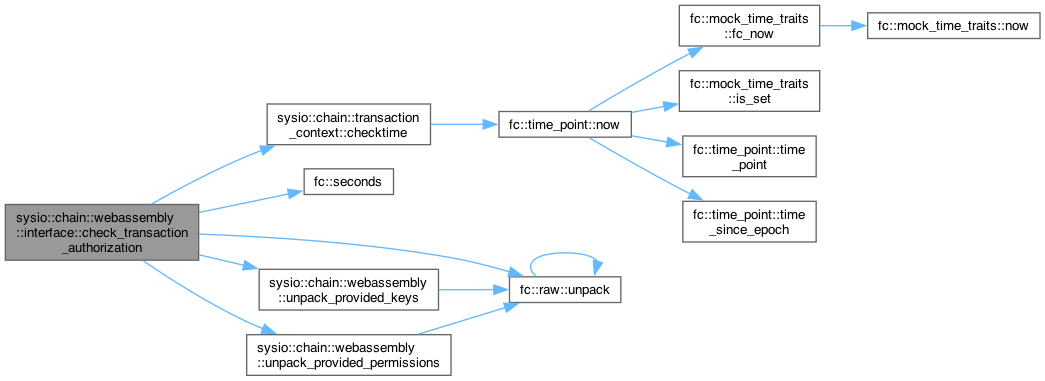 sysio::chain::webassembly
::interface::check_transaction
_authorization
sysio::chain::transaction
_context::checktime
fc::seconds
sysio::chain::webassembly
::unpack_provided_keys
sysio::chain::webassembly
::unpack_provided_permissions
fc::time_point::now
fc::raw::unpack
fc::mock_time_traits
::fc_now
fc::mock_time_traits
::is_set
fc::time_point::time
_point
fc::time_point::time
_since_epoch
fc::mock_time_traits::now